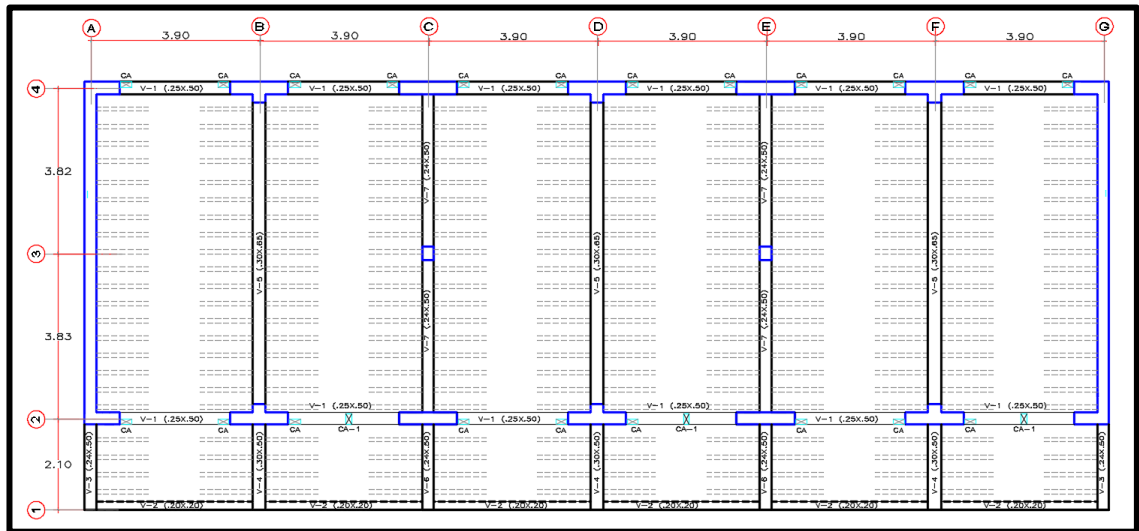 A B C D E F G
3.90 3.90 3.90 3.90 3.90 3.90
CA CA CA CA CA CA CA CA CA CA CA
4 V-1 (.25X.50) V-1 (.25X.50) V-1 (.25X.50) V-1 (.25X.50) V-1 (.25X.50) V-1 (.25X.50)
3.82
V-7 (.24X.50) V-7 (.24X.50)
3
V-5 (.30X.65) V-5 (.30X.65) V-5 (.30X.65)
3.83
V-7 (.24X.50) V-7 (.24X.50)
V-1 (.25X.50) V-1 (.25X.50) V-1 (.25X.50)
2 V-1 (.25X.50) V-1 (.25X.50) V-1 (.25X.50)
CA CA CA CA-1 CA CA CA CA-1 CA CA CA-1
2.10
V-3 (.24X.50) V-4 (.30X.50) V-6 (.24X.50) V-4 (.30X.50) V-6 (.24X.50) V-4 (.30X.50) V-3 (.24X.50)
1 V-2 (.20X.20) V-2 (.20X.20) V-2 (.20X.20) V-2 (.20X.20) V-2 (.20X.20) V-2 (.20X.20)